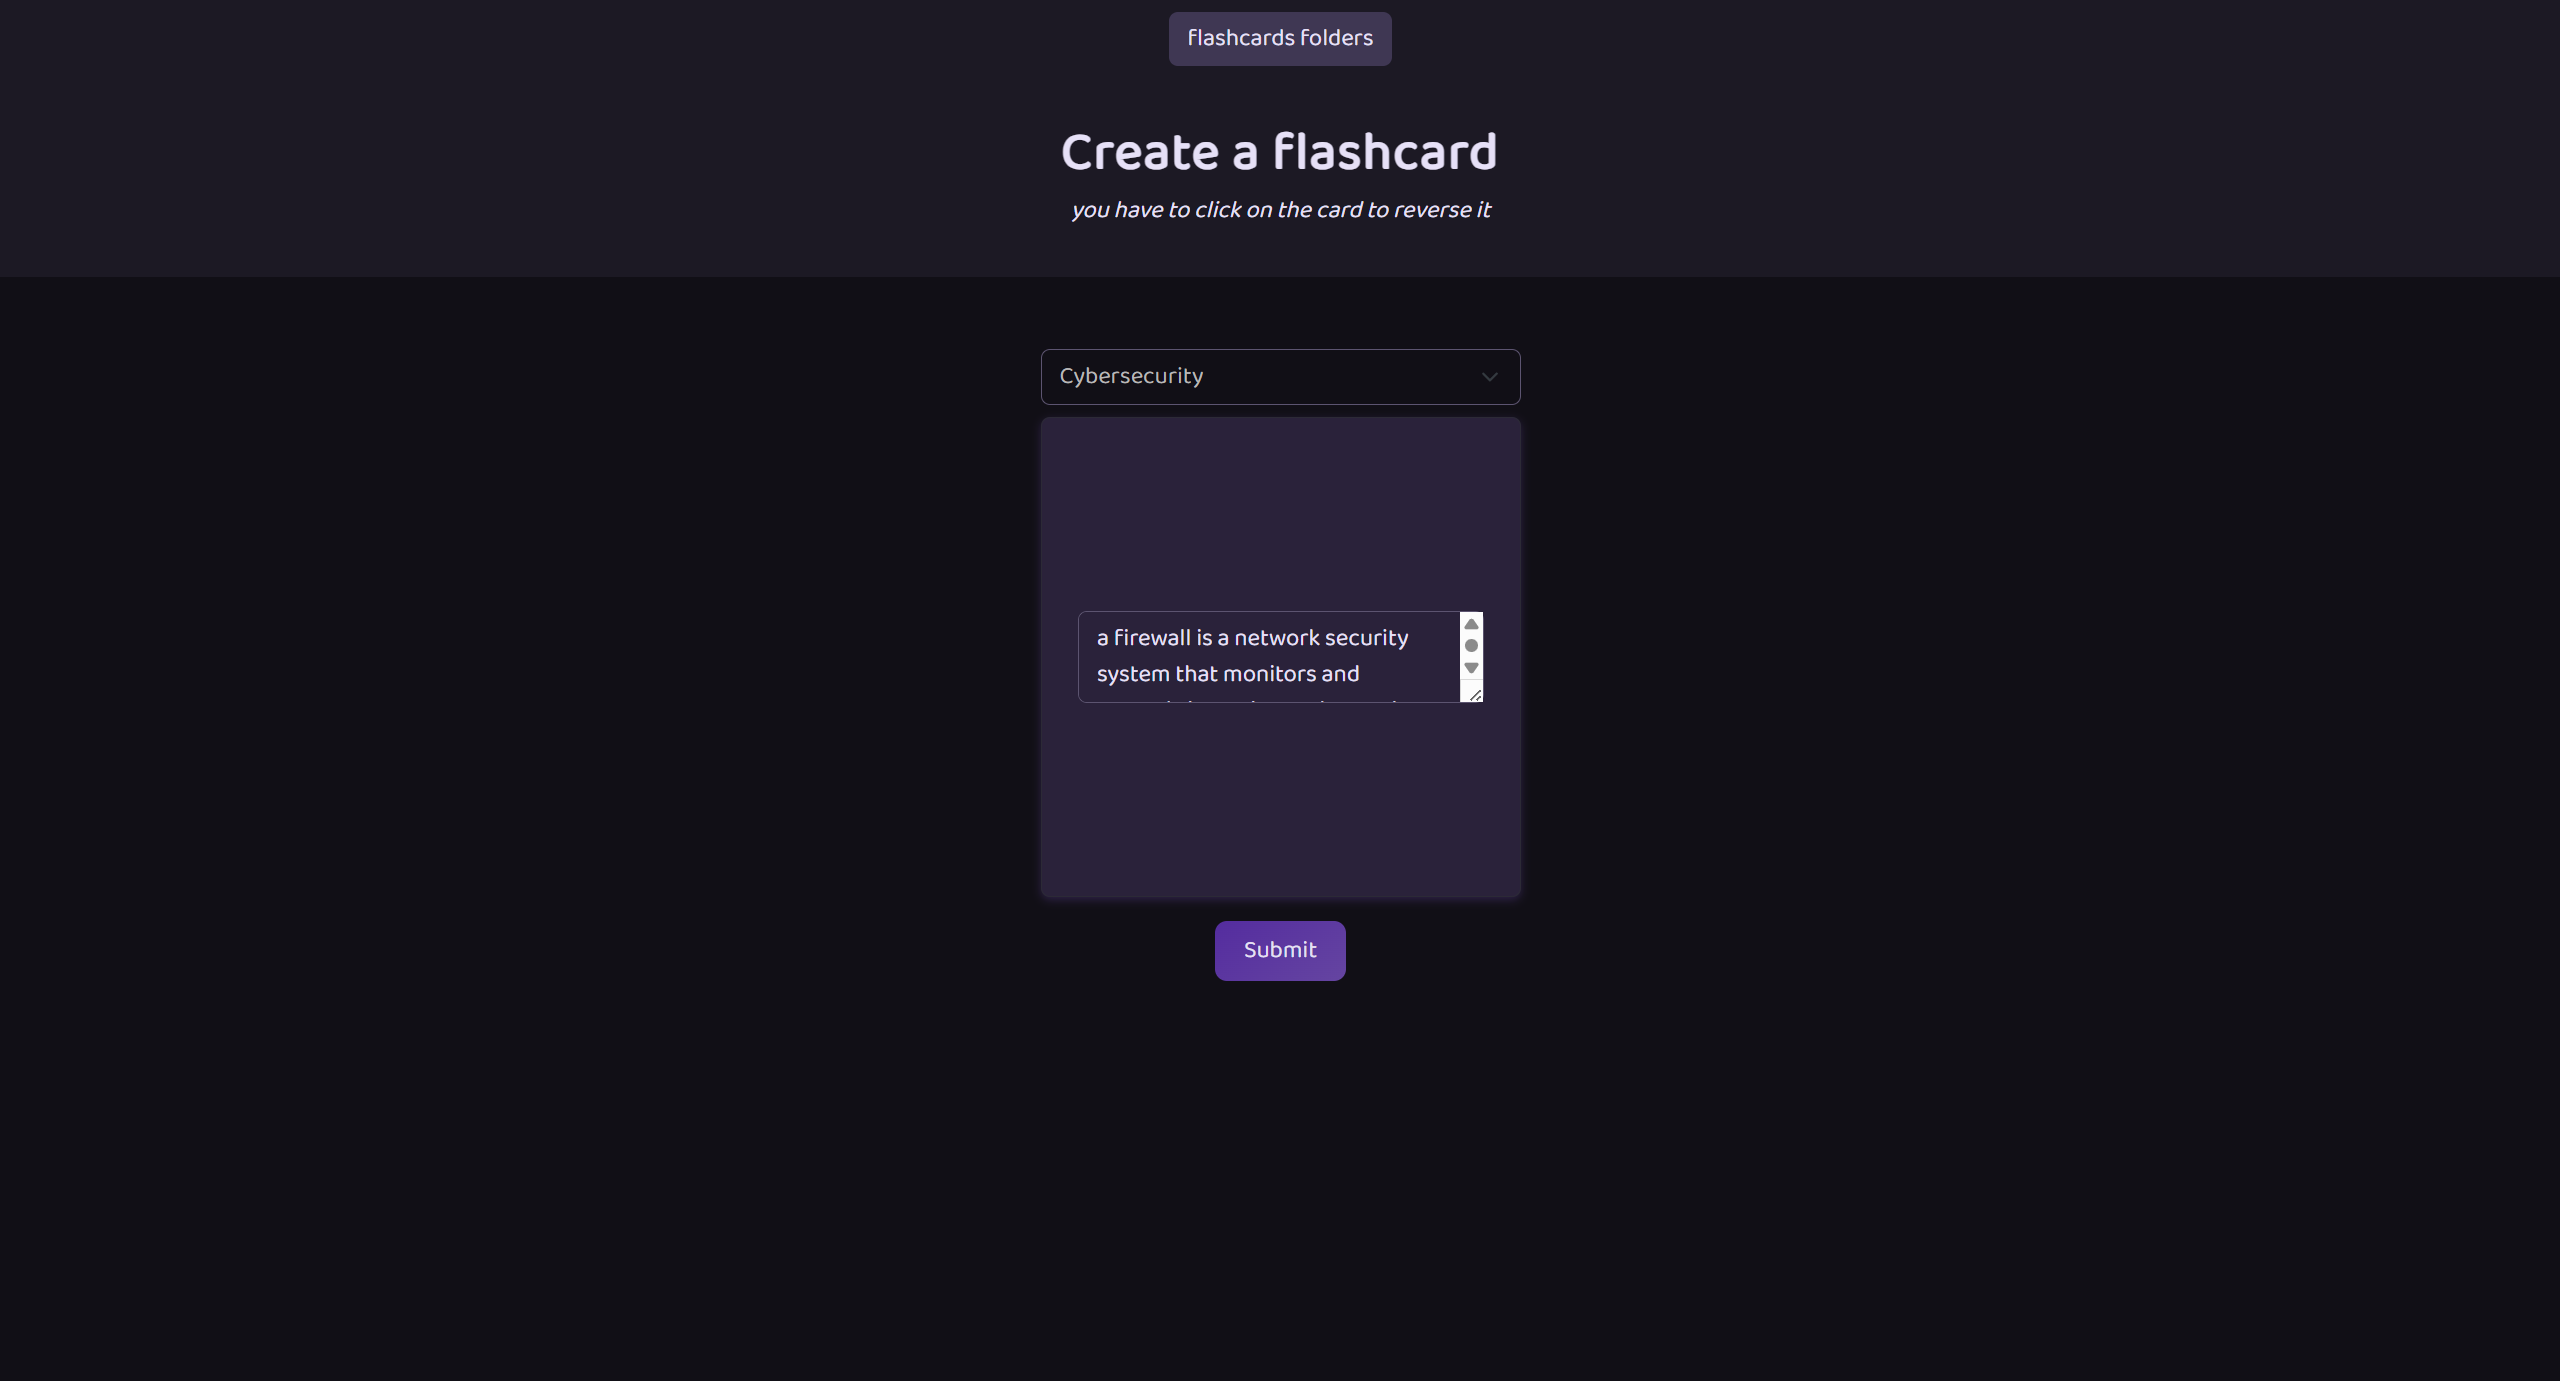 flashcards folders
Create a flashcard
you have to click on the card to reverse it
Cybersecurity
a firewall is a network security
system that monitors and
Submit